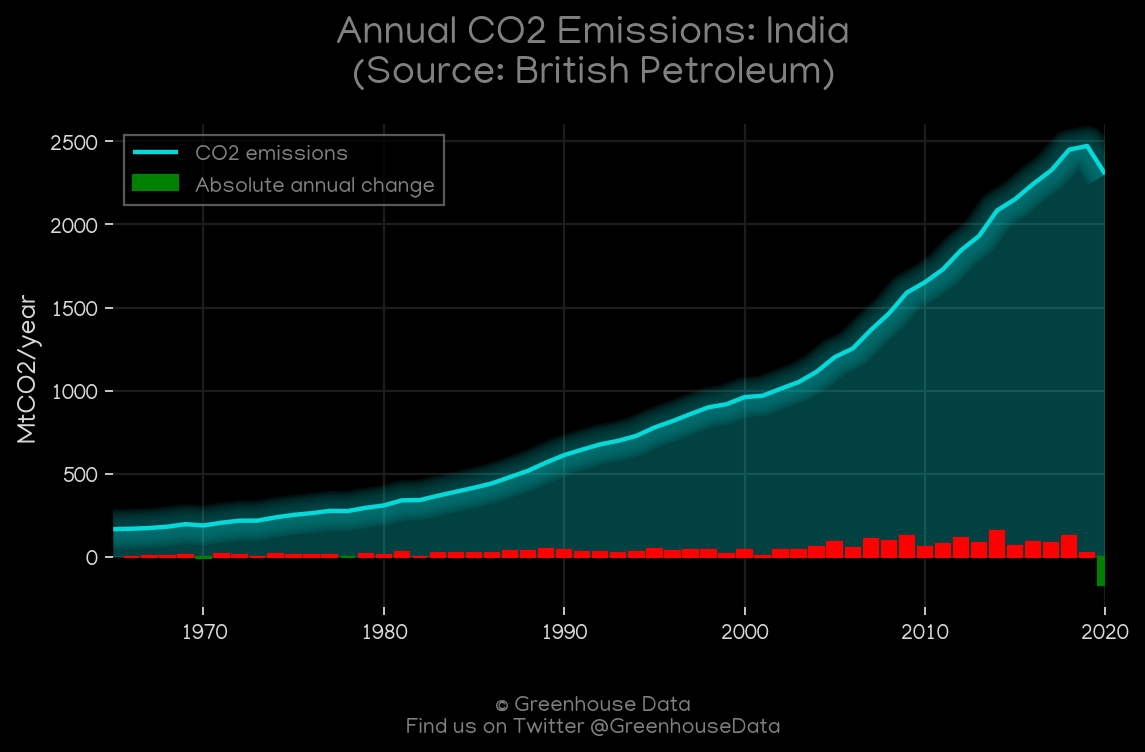 Annual CO2 Emissions: India
(Source: British Petroleum)
CO2 emissions
Absolute annual change
MtCO2/year
2500
2000
1500
1000
500
0
1970
1980
1990
2000
2010
2020
© Greenhouse Data
Find us on Twitter @GreenhouseData